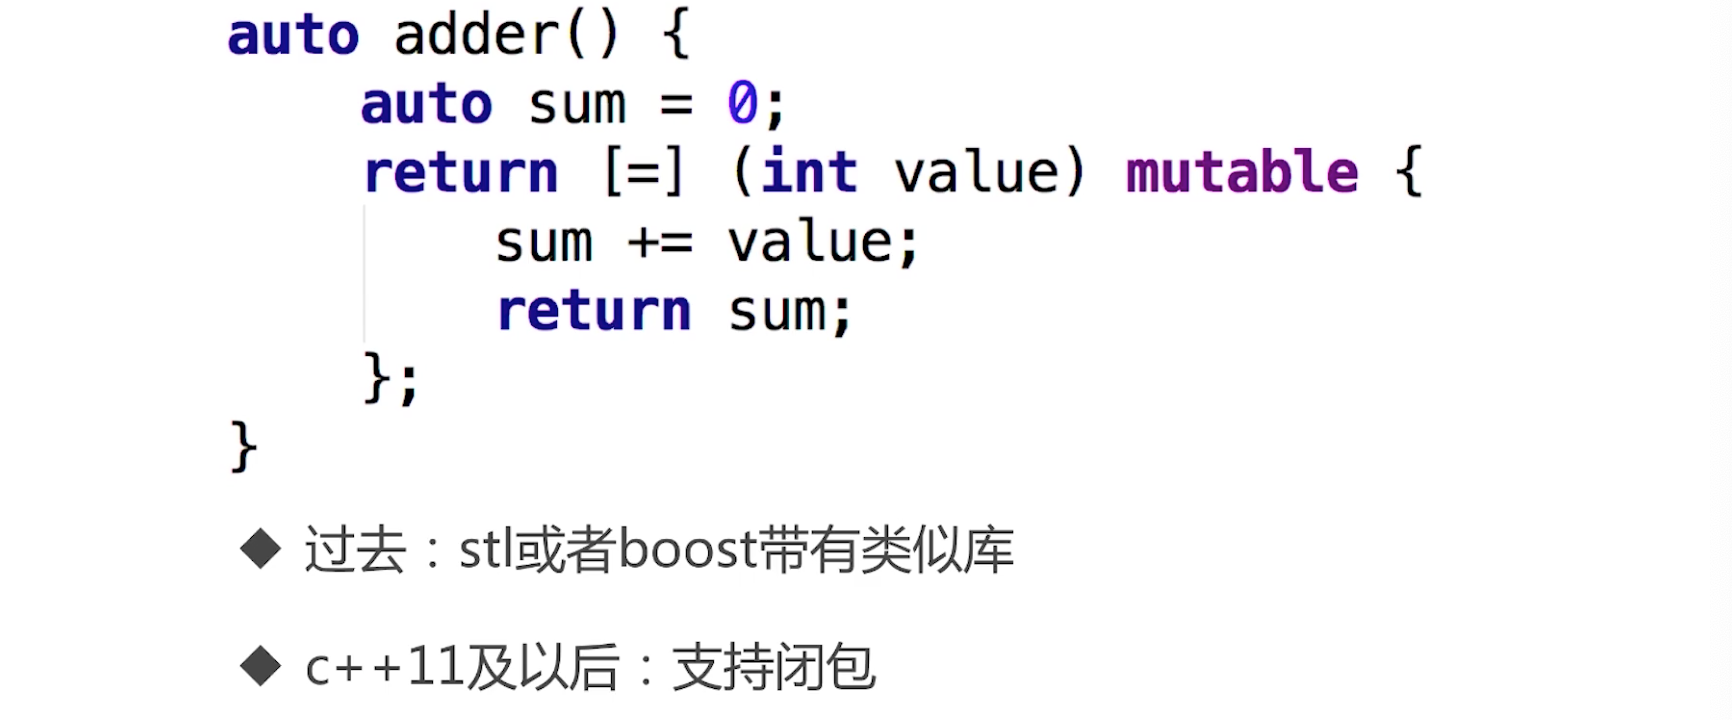 auto adder() {
auto sum = 0;
return [=] (int value) mutable {
sum += value;
return sum;
};
}
◆ 过去：stl或者boost带有类似库
◆ c++11及以后：支持闭包